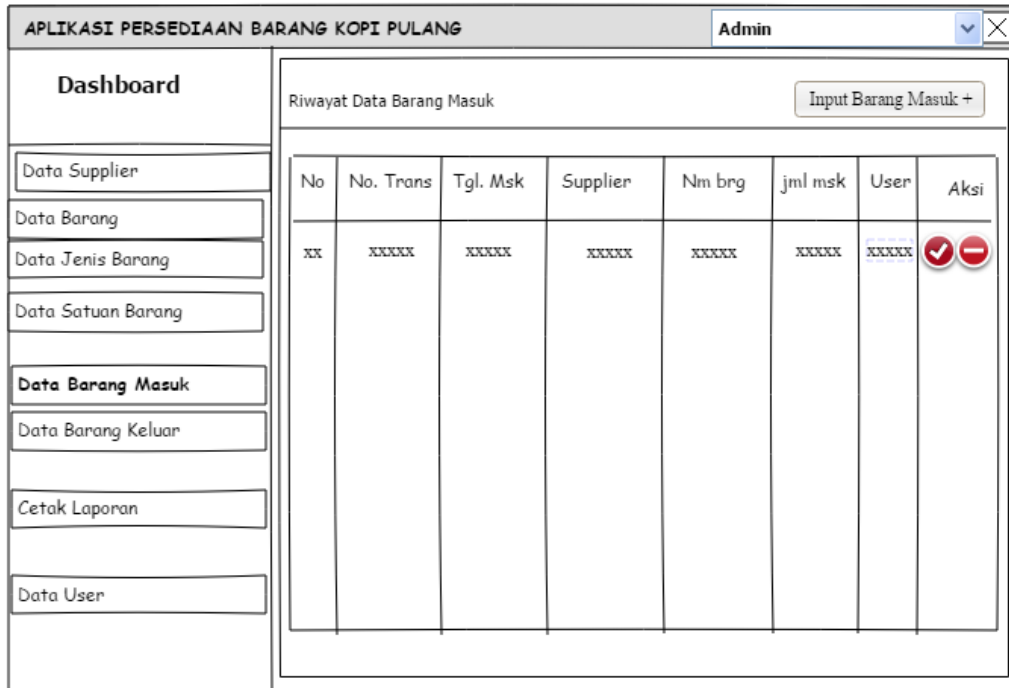 APLIKASI PERSEDIAAN BARANG KOPI PULANG
Admin
Dashboard
Data Supplier
Data Barang
Data Jenis Barang
Data Satuan Barang
Data Barang Masuk
Data Barang Keluar
Cetak Laporan
Data User
Riwayat Data Barang Masuk
Input Barang Masuk +
No No. Trans Tgl. Msk Supplier Nm brg jml msk User Aksi
xx xxxxx xxxxx xxxxx xxxxx xxxxx xxxxx